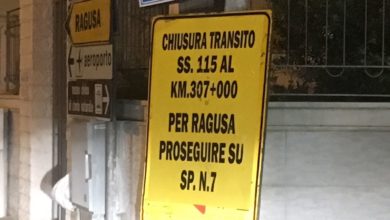 RAGUSA
aeroporto
CHIUSURA TRANSITO
SS. 115 AL
KM.307+000
PER RAGUSA
PROSEGUIRE SU
SP. N.7